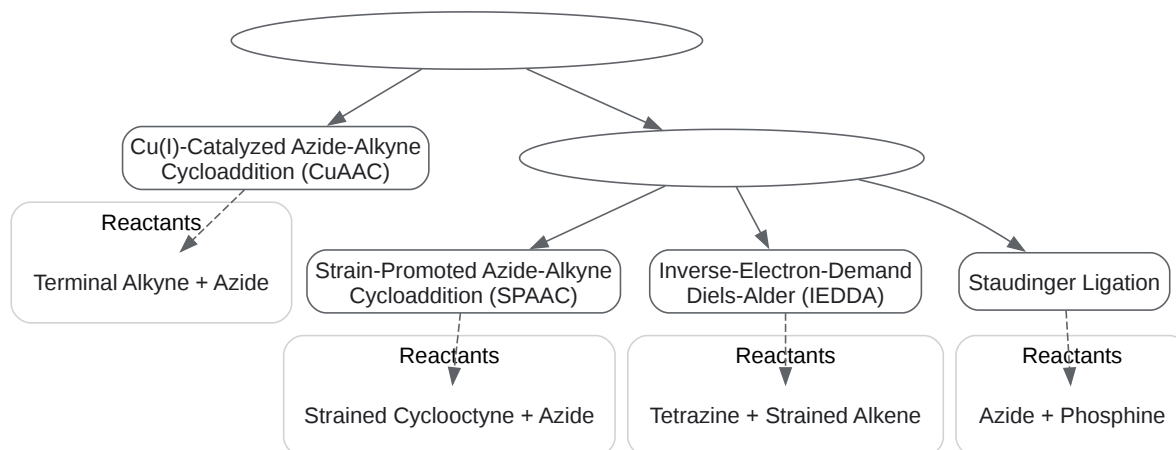 Cu(I)-Catalyzed Azide-Alkyne
Cycloaddition (CuAAC)
Reactants
Terminal Alkyne + Azide
Strain-Promoted Azide-Alkyne
Cycloaddition (SPAAC)
Inverse-Electron-Demand
Diels-Alder (IEDDA)
Staudinger Ligation
Reactants
Strained Cyclooctyne + Azide
Reactants
Tetrazine + Strained Alkene
Reactants
Azide + Phosphine